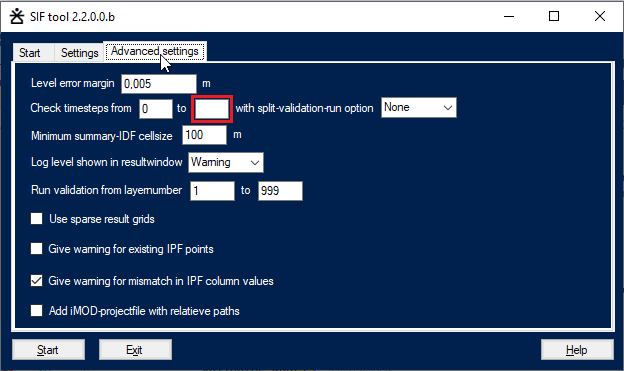 SIF tool 2.2.0.0.b
Start Settings Advanced settings
Level error margin 0,005 m
Check timesteps from 0 to with split-validation-run option None
Minimum summary-IDF cellsize 100 m
Log level shown in resultwindow Warning
Run validation from layernumber 1 to 999
Use sparse result grids
Give warning for existing IPF points
Give warning for mismatch in IPF column values
Add iMOD-projectfile with relatieve paths
Start Exit Help